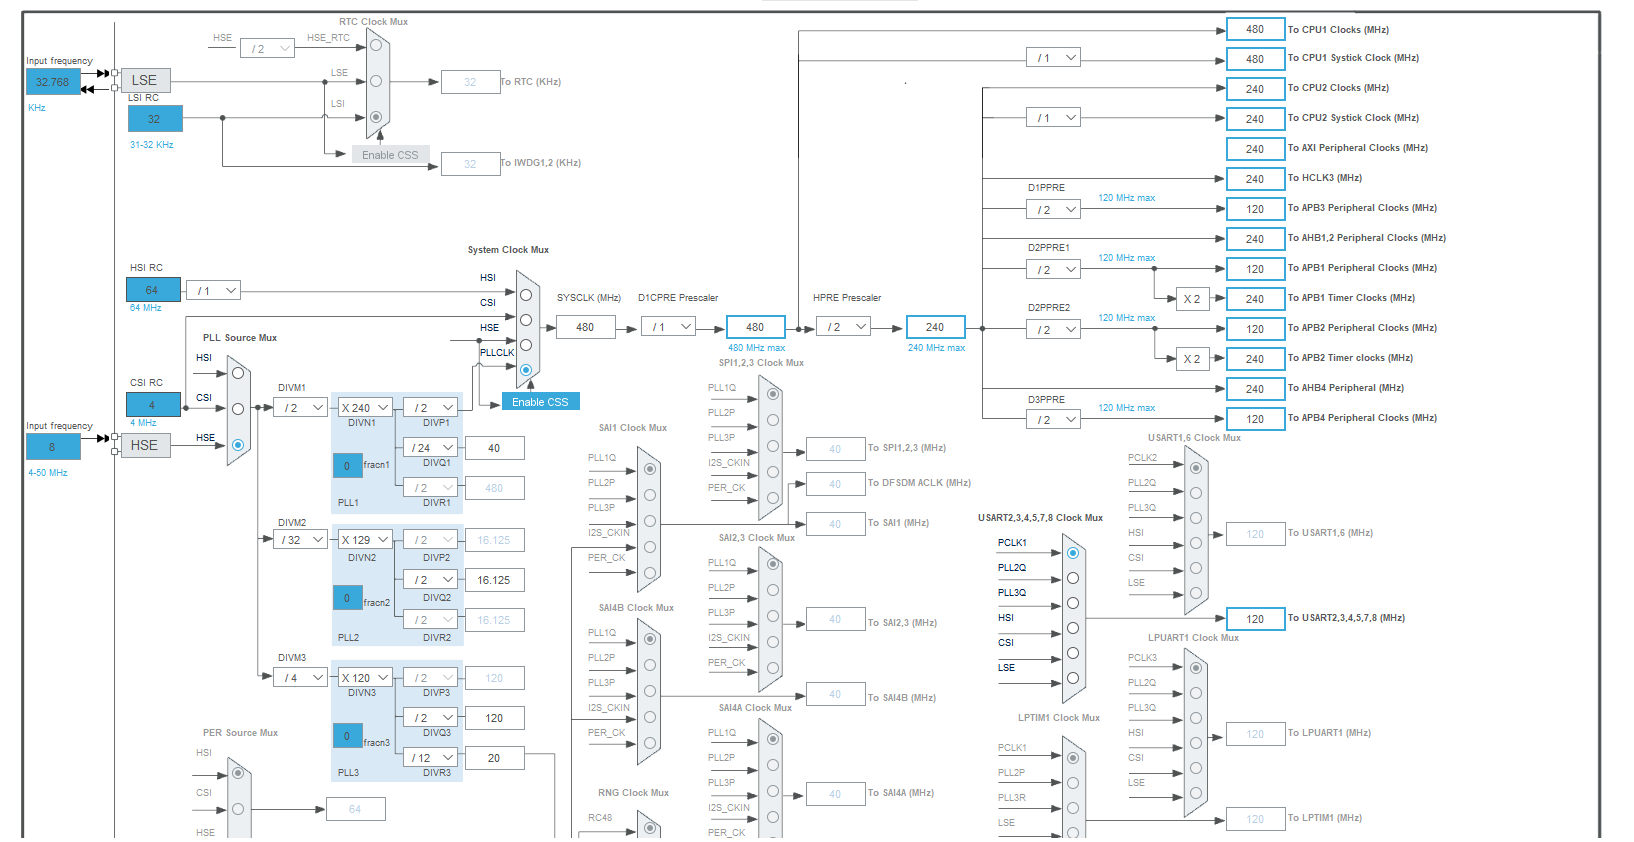 RTC Clock Mux
HSE
/ 2
HSE_RTC
Input frequency
32.768
KHz
LSE
LSE
LSI RC
32
31-32 KHz
LSI
32
To RTC (KHz)
Enable CSS
32
To IWDG1,2 (KHz)
480
To CPU1 Clocks (MHz)
/ 1
480
To CPU1 Systick Clock (MHz)
240
To CPU2 Clocks (MHz)
/ 1
240
To CPU2 Systick Clock (MHz)
240
To AXI Peripheral Clocks (MHz)
240
To HCLK3 (MHz)
D1PPRE
/ 2
120 MHz max
120
To APB3 Peripheral Clocks (MHz)
240
To AHB1,2 Peripheral Clocks (MHz)
D2PPRE1
/ 2
120 MHz max
120
To APB1 Peripheral Clocks (MHz)
X 2
240
To APB1 Timer Clocks (MHz)
D2PPRE2
/ 2
120 MHz max
120
To APB2 Peripheral Clocks (MHz)
X 2
240
To APB2 Timer clocks (MHz)
240
To AHB4 Peripheral (MHz)
D3PPRE
/ 2
120 MHz max
120
To APB4 Peripheral Clocks (MHz)
System Clock Mux
HSI RC
64
64 MHz
/ 1
HSI
CSI
HSE
PLLCLK
SYSCLK (MHz)
480
D1CPRE Prescaler
/ 1
480
480 MHz max
HPRE Prescaler
/ 2
240
240 MHz max
Enable CSS
PLL Source Mux
HSI
CSI
HSE
CSI RC
4
4 MHz
Input frequency
8
4-50 MHz
HSE
DIVM1
/ 2
X 240
DIVN1
/ 2
DIVP1
/ 24
DIVQ1
40
0
fracn1
/ 2
DIVR1
480
PLL1
DIVM2
/ 32
X 129
DIVN2
/ 2
DIVP2
16.125
/ 2
DIVQ2
16.125
0
fracn2
/ 2
DIVR2
16.125
PLL2
DIVM3
/ 4
X 120
DIVN3
/ 2
DIVP3
120
/ 2
DIVQ3
120
0
fracn3
/ 12
DIVR3
20
PLL3
PER Source Mux
HSI
CSI
HSE
64
SAI1 Clock Mux
PLL1Q
PLL2P
PLL3P
I2S_CKIN
PER_CK
SAI4B Clock Mux
PLL1Q
PLL2P
PLL3P
I2S_CKIN
PER_CK
RNG Clock Mux
RC48
SPI1,2,3 Clock Mux
PLL1Q
PLL2P
PLL3P
I2S_CKIN
PER_CK
40
To SPI1,2,3 (MHz)
40
To DFSDM ACLK (MHz)
40
To SAI1 (MHz)
SAI2,3 Clock Mux
PLL1Q
PLL2P
PLL3P
I2S_CKIN
PER_CK
40
To SAI2,3 (MHz)
40
To SAI4B (MHz)
SAI4A Clock Mux
PLL1Q
PLL2P
PLL3P
I2S_CKIN
PER_CK
40
To SAI4A (MHz)
USART2,3,4,5,7,8 Clock Mux
PCLK1
PLL2Q
PLL3Q
HSI
CSI
LSE
120
To USART2,3,4,5,7,8 (MHz)
LPTIM1 Clock Mux
PCLK1
PLL2P
PLL3R
LSE
120
To LPTIM1 (MHz)
USART1,6 Clock Mux
PCLK2
PLL2Q
PLL3Q
HSI
CSI
LSE
120
To USART1,6 (MHz)
LPUART1 Clock Mux
PCLK3
PLL2Q
PLL3Q
HSI
CSI
LSE
120
To LPUART1 (MHz)